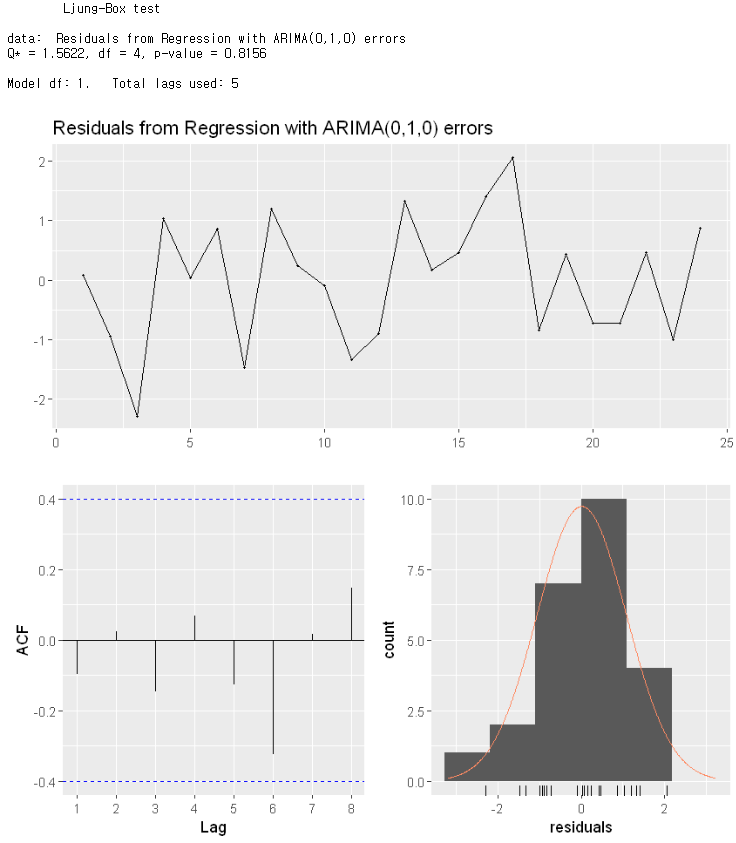 Ljung-Box test
data:  Residuals from Regression with ARIMA(0,1,0) errors
Q* = 1.5622, df = 4, p-value = 0.8156
Model df: 1.   Total lags used: 5
Residuals from Regression with ARIMA(0,1,0) errors
2
1
0
-1
-2
0 5 10 15 20 25
0.4
0.2
0.0
-0.2
-0.4
ACF
1 2 3 4 5 6 7 8
Lag
10.0
7.5
5.0
2.5
0.0
count
-2 0 2
residuals